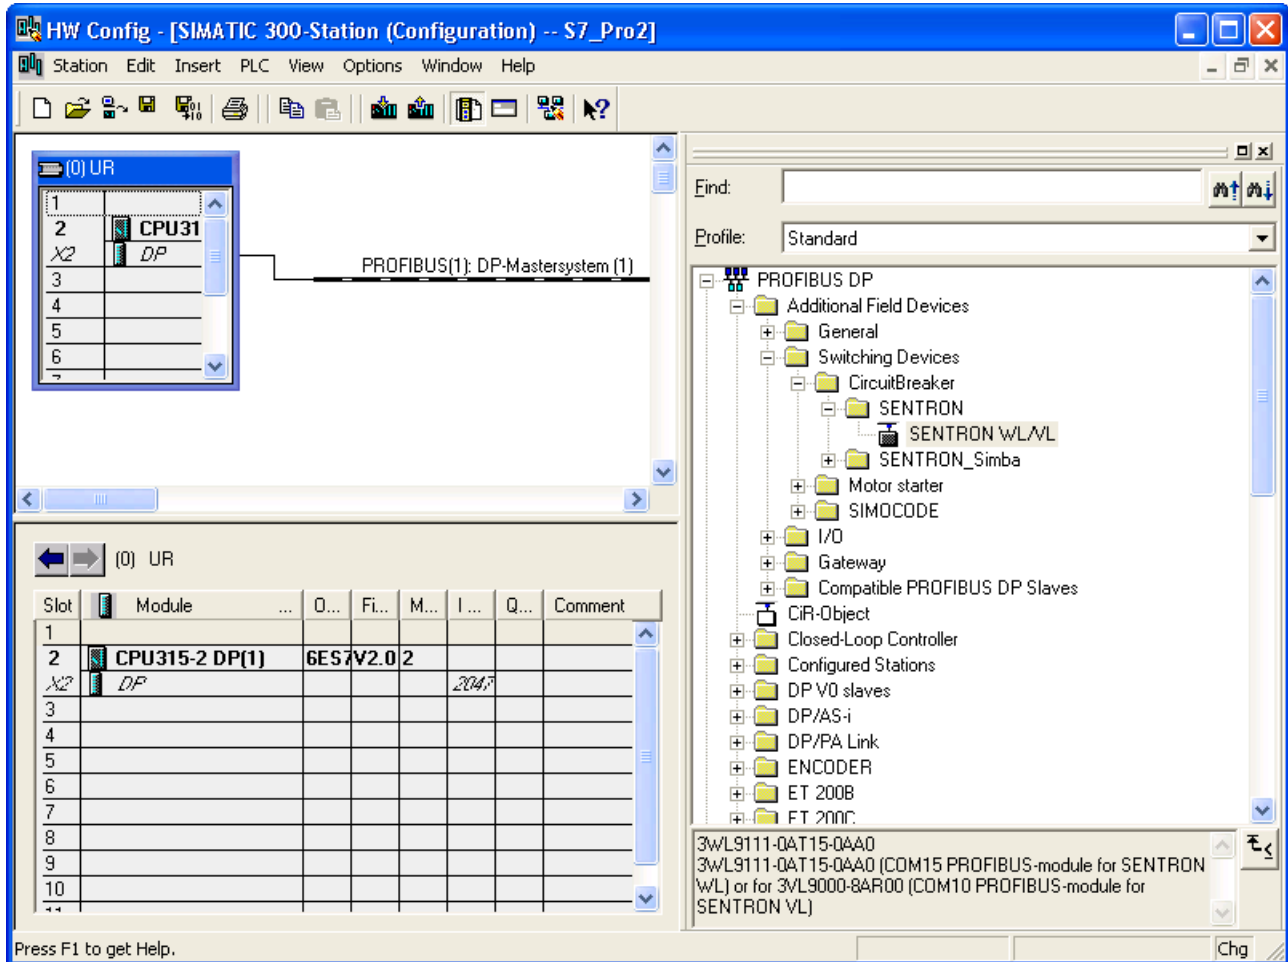 HW Config - [SIMATIC 300-Station (Configuration) -- S7_Pro2]
Station Edit Insert PLC View Options Window Help
(0) UR
1
2 CPU31
X2 DP
3
4
5
6
PROFIBUS(1): DP-Mastersystem (1)
(0) UR
Slot Module ... O... Fi... M... I ... Q... Comment
1
2 CPU315-2 DP(1) 6ES7 V2.0 2
X2 DP 2047
3
4
5
6
7
8
9
10
11
Find:
Profile: Standard
PROFIBUS DP
Additional Field Devices
General
Switching Devices
CircuitBreaker
SENTRON
SENTRON WL/VL
SENTRON_Simba
Motor starter
SIMOCODE
I/O
Gateway
Compatible PROFIBUS DP Slaves
CiR-Object
Closed-Loop Controller
Configured Stations
DP V0 slaves
DP/AS-i
DP/PA Link
ENCODER
ET 200B
ET 200C
3WL9111-0AT15-0AA0
3WL9111-0AT15-0AA0 (COM15 PROFIBUS-module for SENTRON
WL) or for 3VL9000-8AR00 (COM10 PROFIBUS-module for
SENTRON VL)
Press F1 to get Help.
Chg